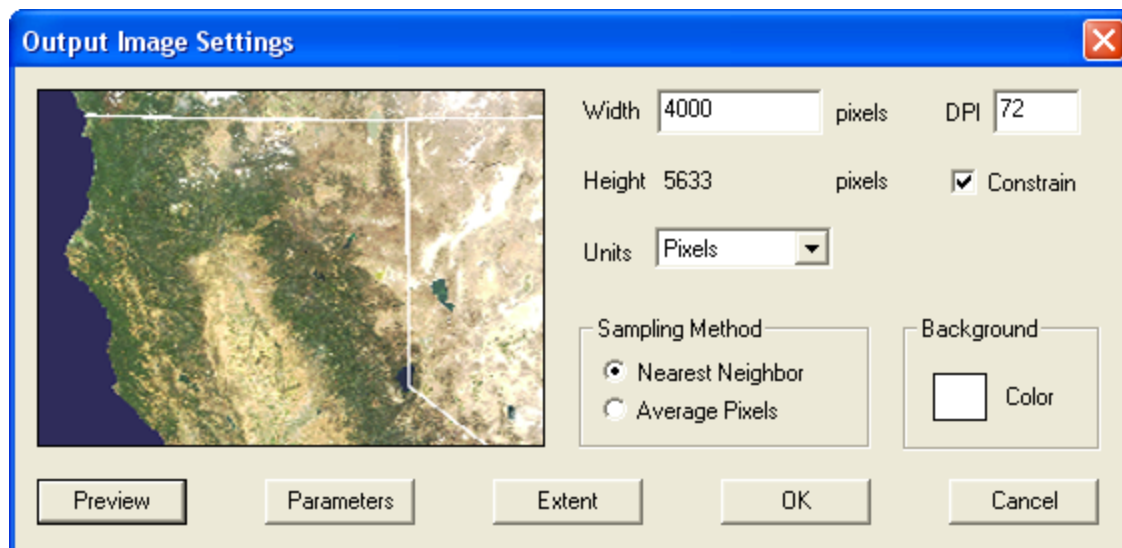 Output Image Settings
Width 4000 pixels DPI 72
Height 5633 pixels Constrain
Units Pixels
Sampling Method Background
Nearest Neighbor
Average Pixels
Color
Preview Parameters Extent OK Cancel